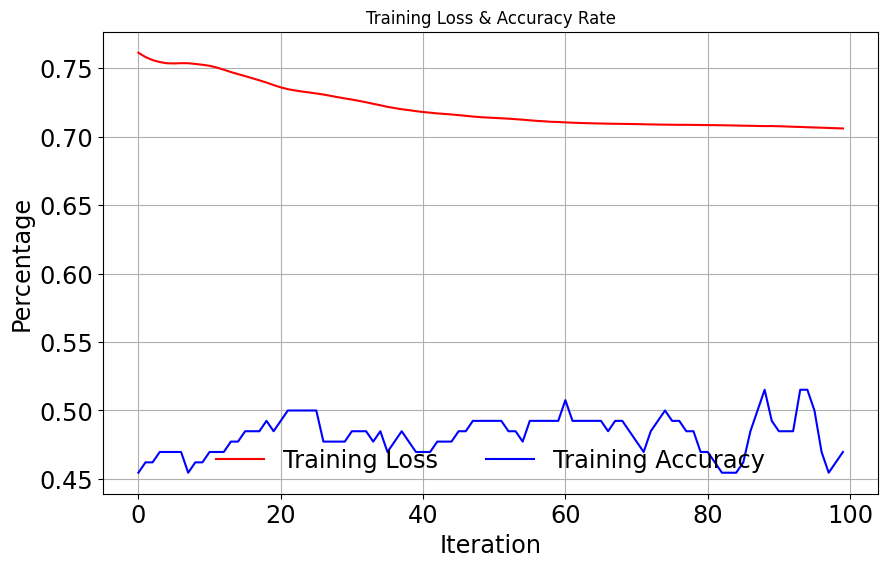 Training Loss & Accuracy Rate
Percentage
0.75
0.70
0.65
0.60
0.55
0.50
0.45
Training Loss Training Accuracy
0 20 40 60 80 100
Iteration